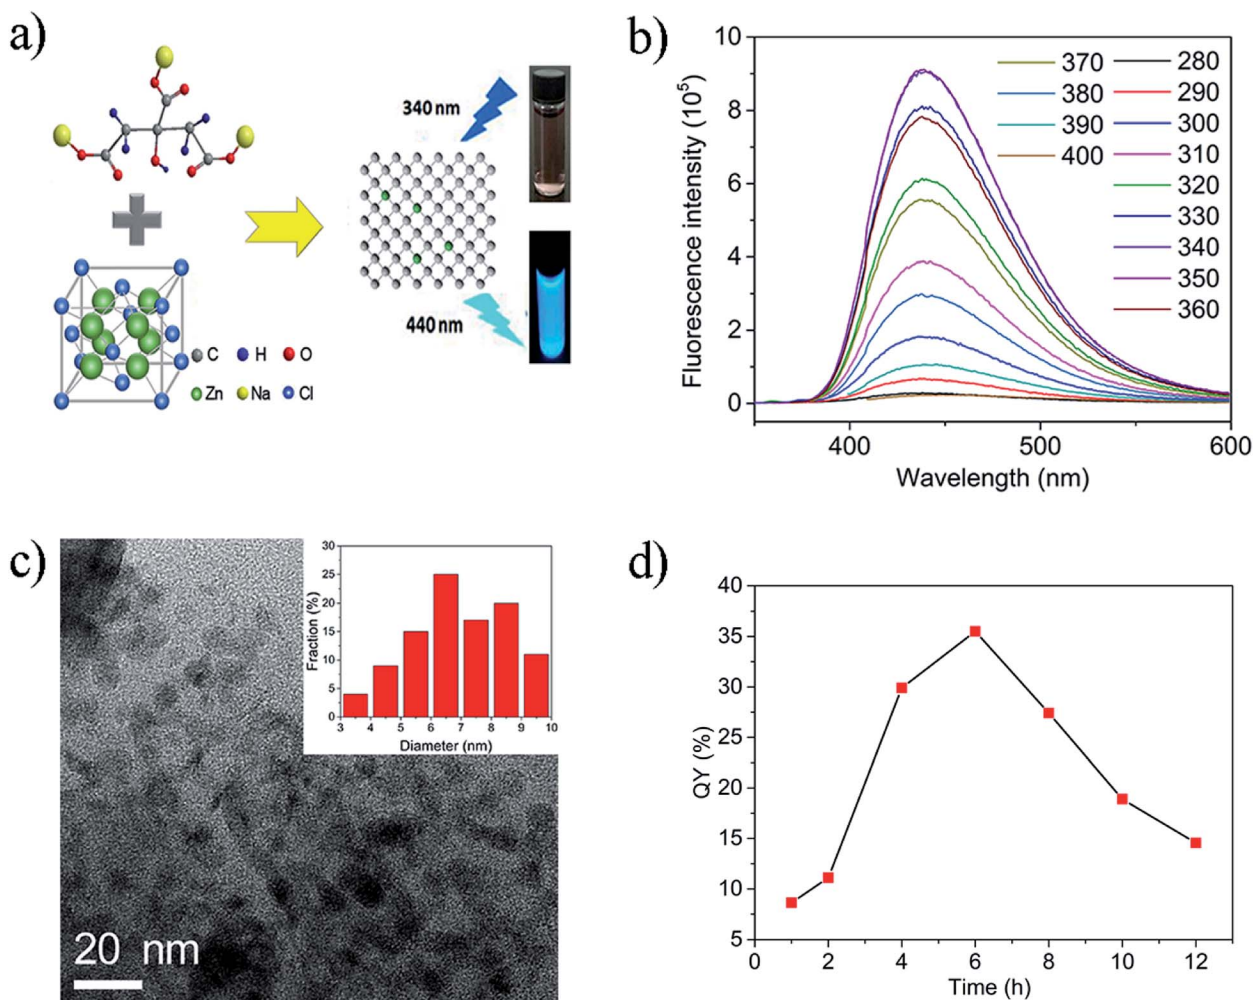 a)
340 nm
440 nm
C H O
Zn Na Cl
b)
Fluorescence intensity (10⁵)
10
8
6
4
2
0
370 280
380 290
390 300
400 310
320
330
340
350
360
400 500 600
Wavelength (nm)
c)
20 nm
Fraction (%)
30
25
20
15
10
5
0
3 4 5 6 7 8 9 10
Diameter (nm)
d)
QY (%)
40
35
30
25
20
15
10
5
0 2 4 6 8 10 12
Time (h)